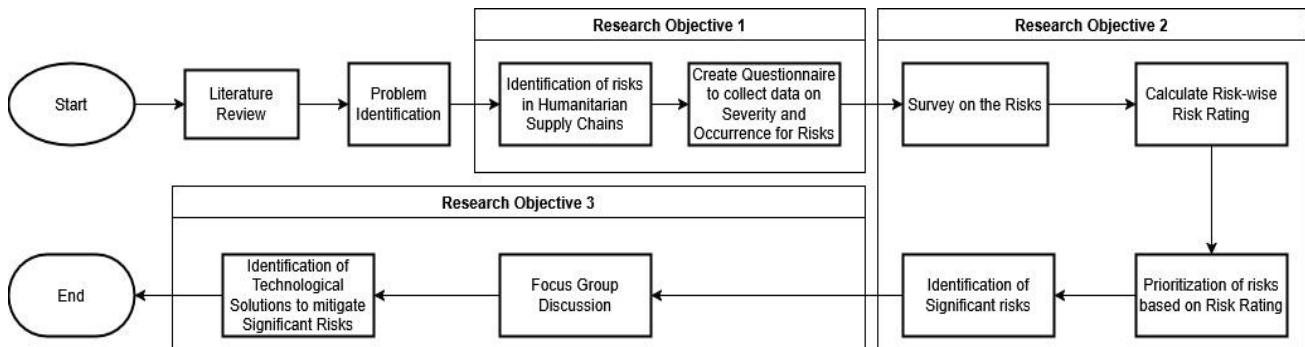 Research Objective 1
Research Objective 2
Start
Literature
Review
Problem
Identification
Identification of risks
in Humanitarian
Supply Chains
Create Questionnaire
to collect data on
Severity and
Occurrence for Risks
Survey on the Risks
Calculate Risk-wise
Risk Rating
Research Objective 3
End
Identification of
Technological
Solutions to mitigate
Significant Risks
Focus Group
Discussion
Identification of
Significant risks
Prioritization of risks
based on Risk Rating